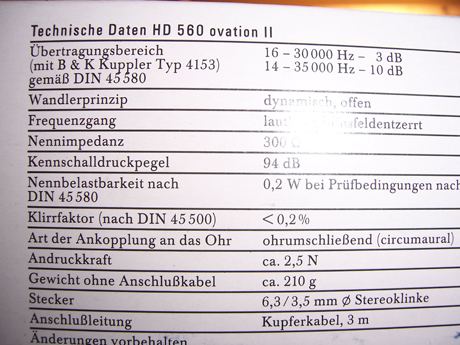 Technische Daten HD 560 ovation II
Übertragungsbereich 16 – 30 000 Hz – 3 dB
(mit B & K Kuppler Typ 4153) 14 – 35 000 Hz – 10 dB
gemäß DIN 45 580
Wandlerprinzip dynamisch, offen
Frequenzgang
Nennimpedanz 300
Kennschalldruckpegel 94 dB
Nennbelastbarkeit nach 0,2 W bei Prüfbedingungen nach
DIN 45 580
Klirrfaktor (nach DIN 45 500) < 0,2 %
Art der Ankopplung an das Ohr ohrumschließend (circumaural)
Andruckkraft ca. 2,5 N
Gewicht ohne Anschlußkabel ca. 210 g
Stecker 6,3 / 3,5 mm Ø Stereoklinke
Anschlußleitung Kupferkabel, 3 m
Änderungen vorbehalten